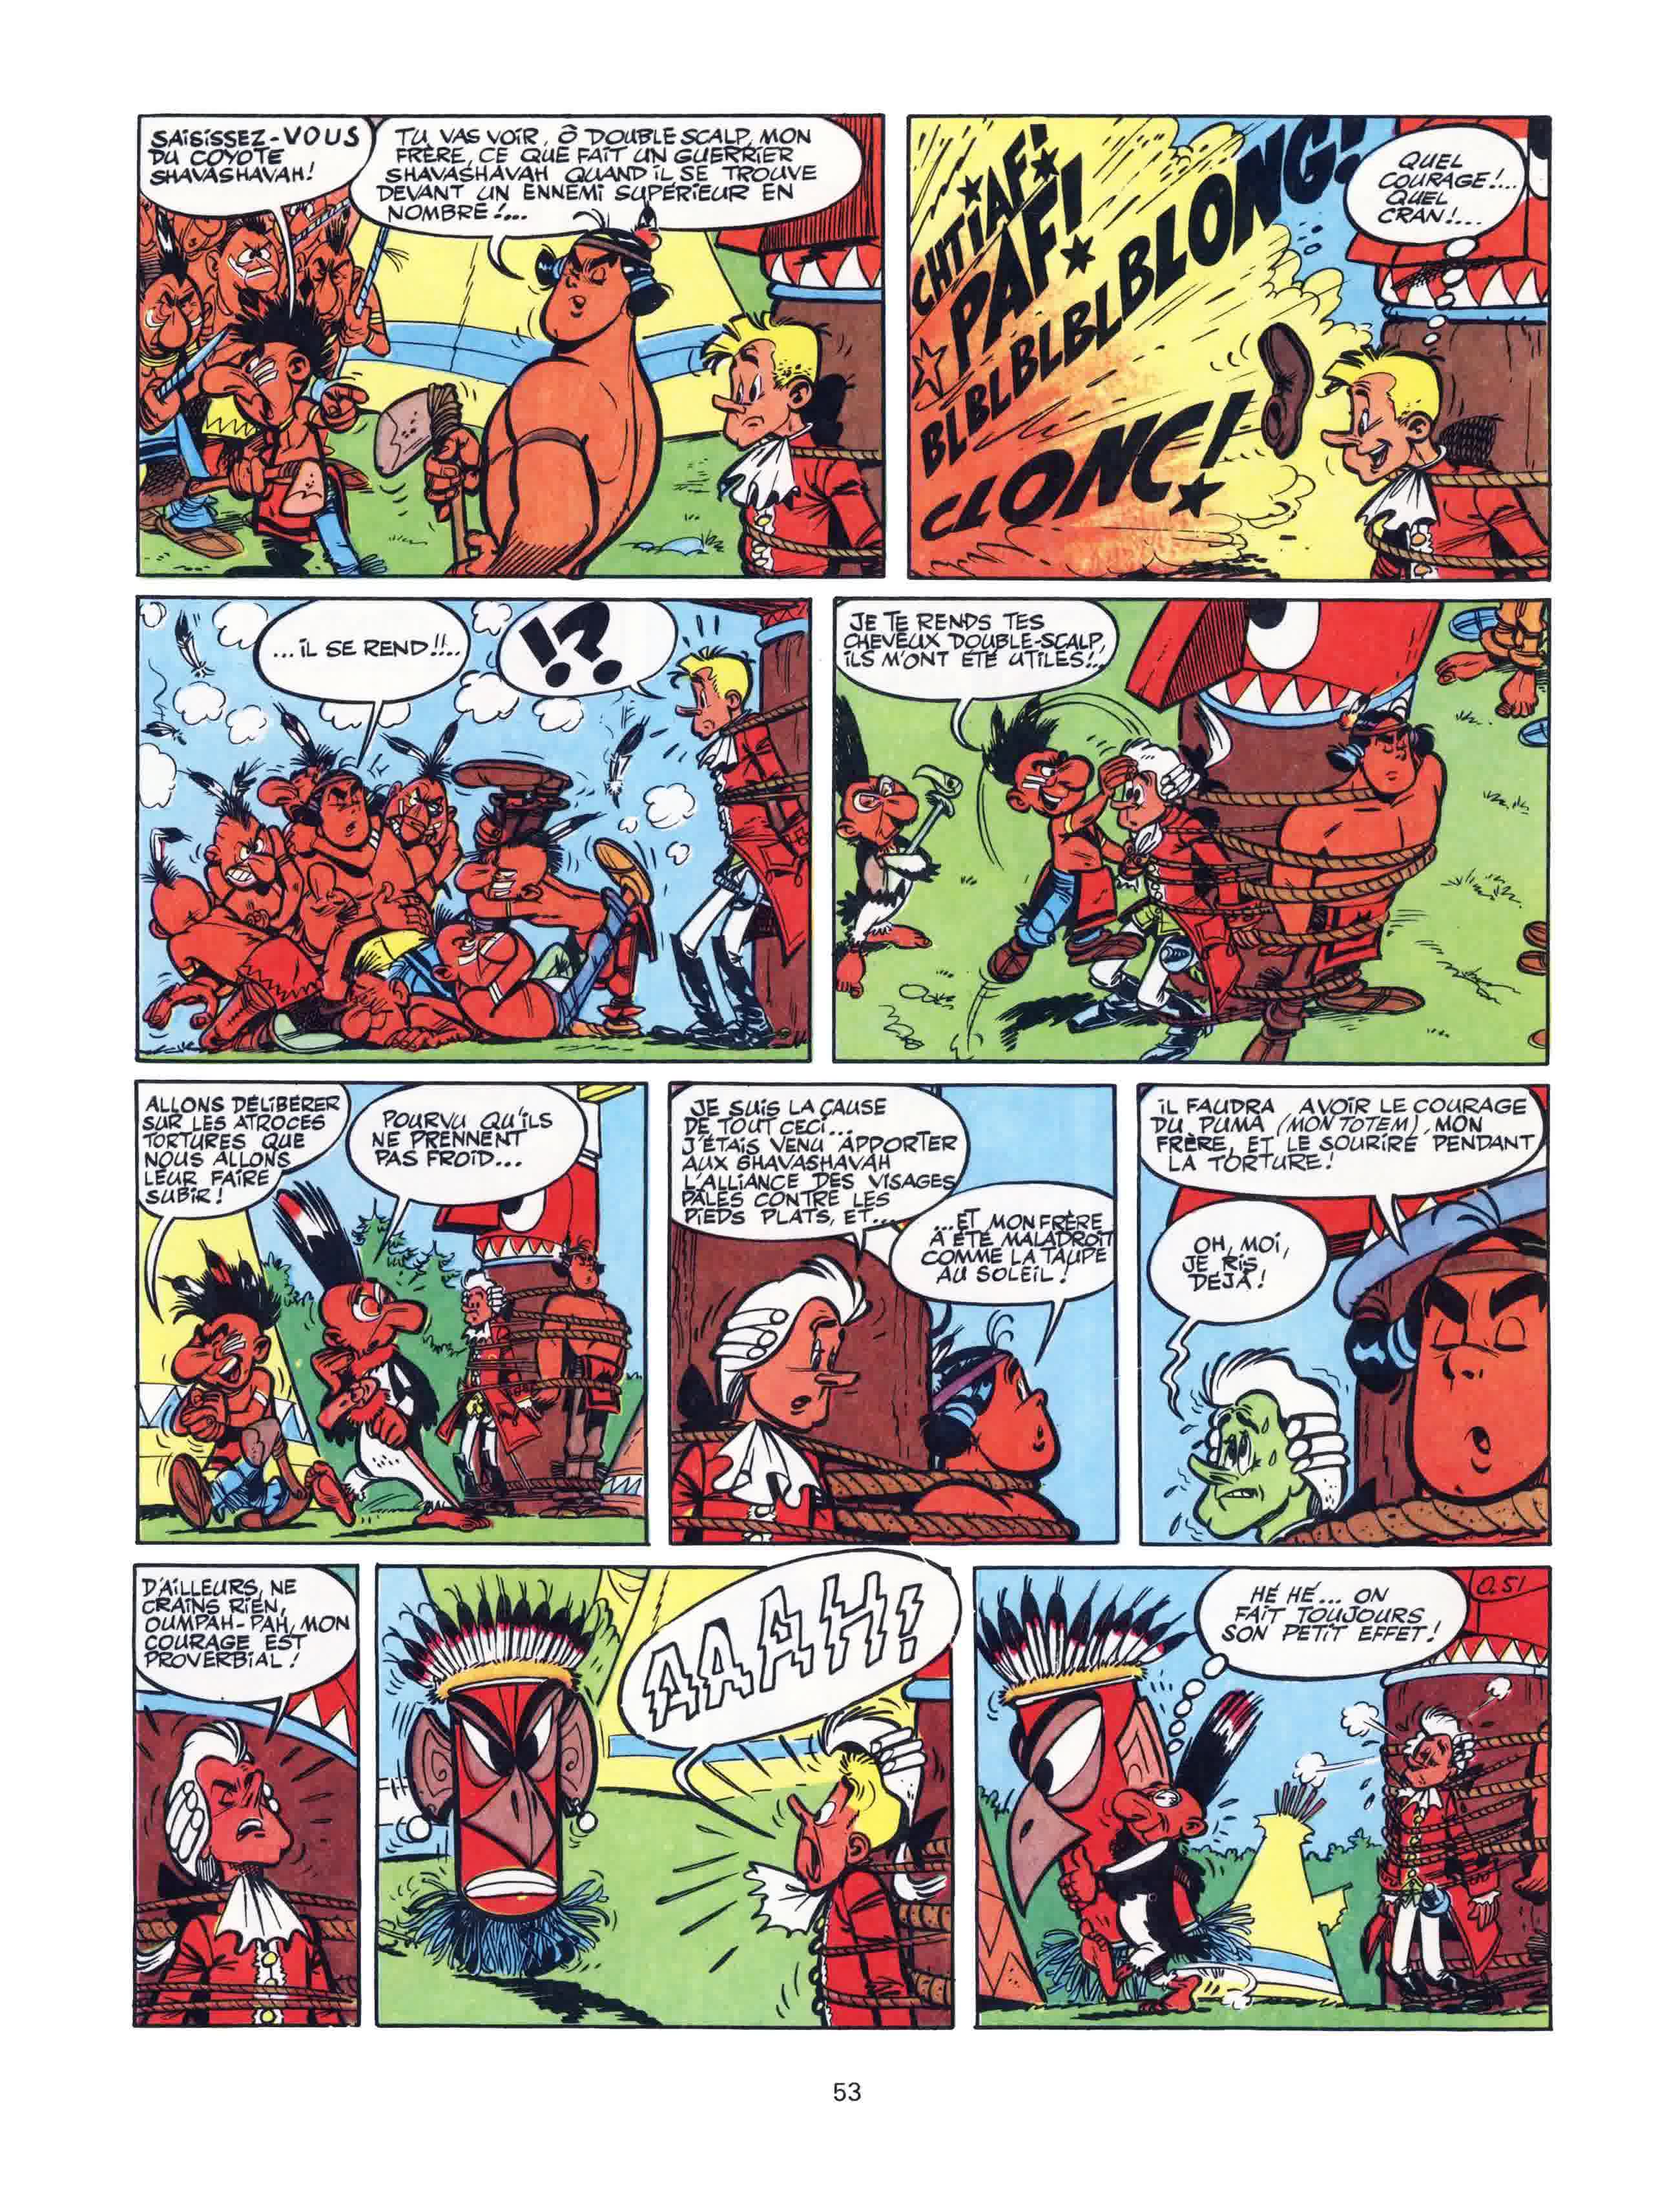 SAISISSEZ-VOUS
DU COYOTE
SHAVASHAVAH!
TU VAS VOIR, Ô DOUBLE SCALP, MON
FRÈRE, CE QUE FAIT UN GUERRIER
SHAVASHAVAH QUAND IL SE TROUVE
DEVANT UN ENNEMI SUPÉRIEUR EN
NOMBRE!...
CHTIAF!
PAF!
BLBLBLBLBLBLONG!
CLONC!
QUEL
COURAGE!...
QUEL
CRAN!...
...IL SE REND!!...
!?
JE TE RENDS TES
CHEVEUX DOUBLE-SCALP,
ILS M'ONT ÉTÉ UTILES!...
ALLONS DÉLIBÉRER
SUR LES ATROCES
TORTURES QUE
NOUS ALLONS
LEUR FAIRE
SUBIR!
POURVU QU'ILS
NE PRENNENT
PAS FROID...
JE SUIS LA CAUSE
DE TOUT CECI...
J'ÉTAIS VENU APPORTER
AUX SHAVASHAVAH
L'ALLIANCE DES VISAGES
PÂLES CONTRE LES
PIEDS PLATS, ET...
...ET MON FRÈRE
A ÉTÉ MALADROIT
COMME LA TAUPE
AU SOLEIL!
IL FAUDRA AVOIR LE COURAGE
DU PUMA (MON TOTEM), MON
FRÈRE, ET LE SOURIRE PENDANT
LA TORTURE!
OH, MOI,
JE RIS
DÉJÀ!
D'AILLEURS, NE
CRAINS RIEN,
OUMPAH-PAH, MON
COURAGE EST
PROVERBIAL!
AAAH!
HÉ HÉ... ON
FAIT TOUJOURS
SON PETIT EFFET!
O.51
53